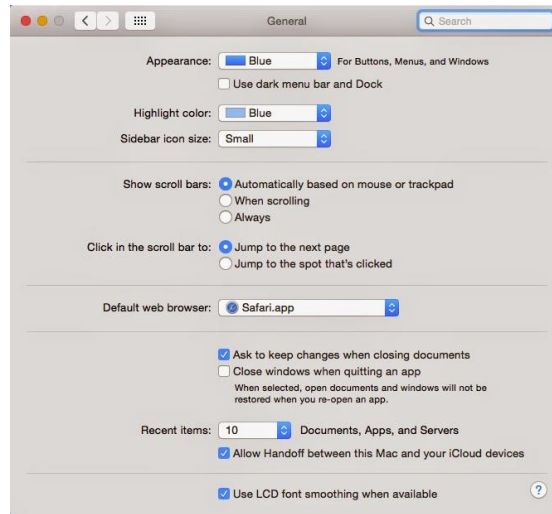 General
Search
Appearance: Blue For Buttons, Menus, and Windows
Use dark menu bar and Dock
Highlight color: Blue
Sidebar icon size: Small
Show scroll bars: Automatically based on mouse or trackpad
When scrolling
Always
Click in the scroll bar to: Jump to the next page
Jump to the spot that's clicked
Default web browser: Safari.app
Ask to keep changes when closing documents
Close windows when quitting an app
When selected, open documents and windows will not be
restored when you re-open an app.
Recent items: 10 Documents, Apps, and Servers
Allow Handoff between this Mac and your iCloud devices
Use LCD font smoothing when available ?